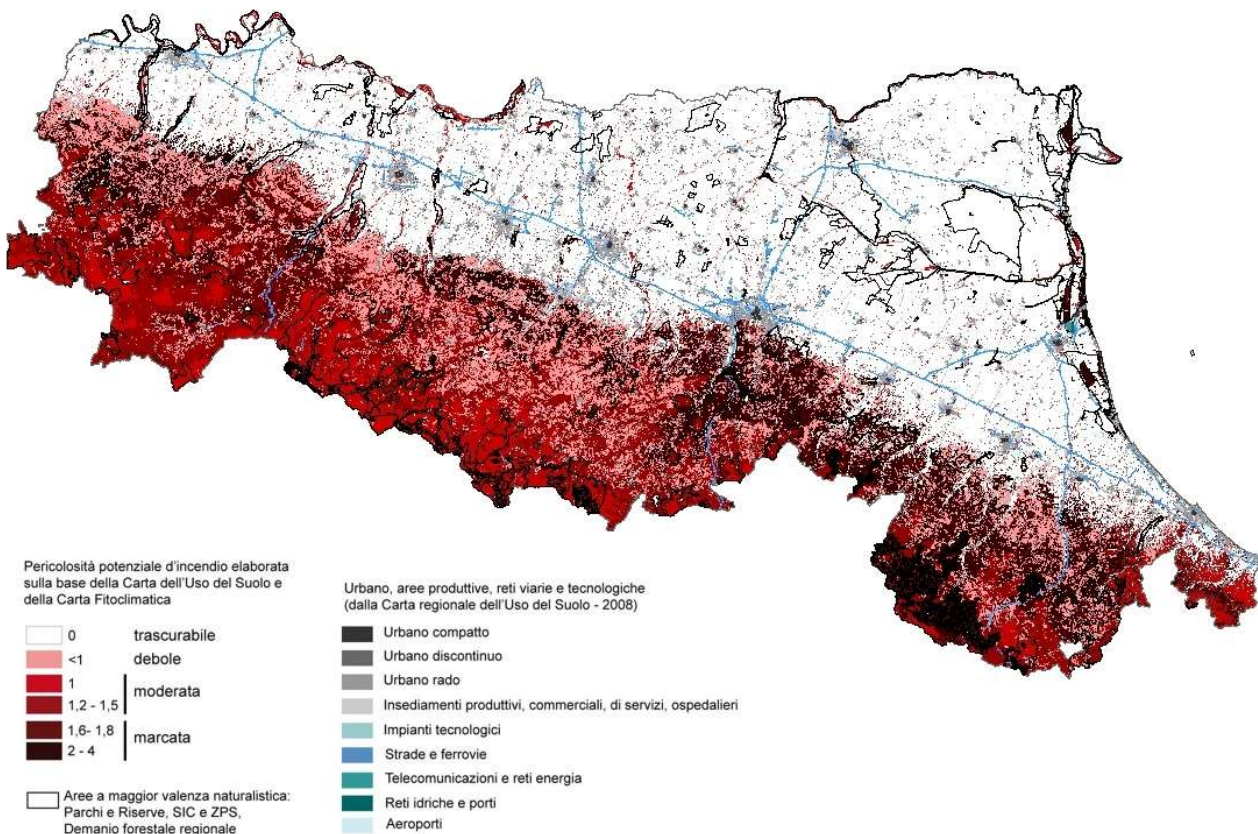 Pericolosità potenziale d'incendio elaborata
sulla base della Carta dell'Uso del Suolo e
della Carta Fitoclimatica
0 trascurabile
<1 debole
1
moderata
1,2 - 1,5
1,6- 1,8
marcata
2 - 4
Aree a maggior valenza naturalistica:
Parchi e Riserve, SIC e ZPS,
Demanio forestale regionale
Urbano, aree produttive, reti viarie e tecnologiche
(dalla Carta regionale dell'Uso del Suolo - 2008)
Urbano compatto
Urbano discontinuo
Urbano rado
Insediamenti produttivi, commerciali, di servizi, ospedalieri
Impianti tecnologici
Strade e ferrovie
Telecomunicazioni e reti energia
Reti idriche e porti
Aeroporti